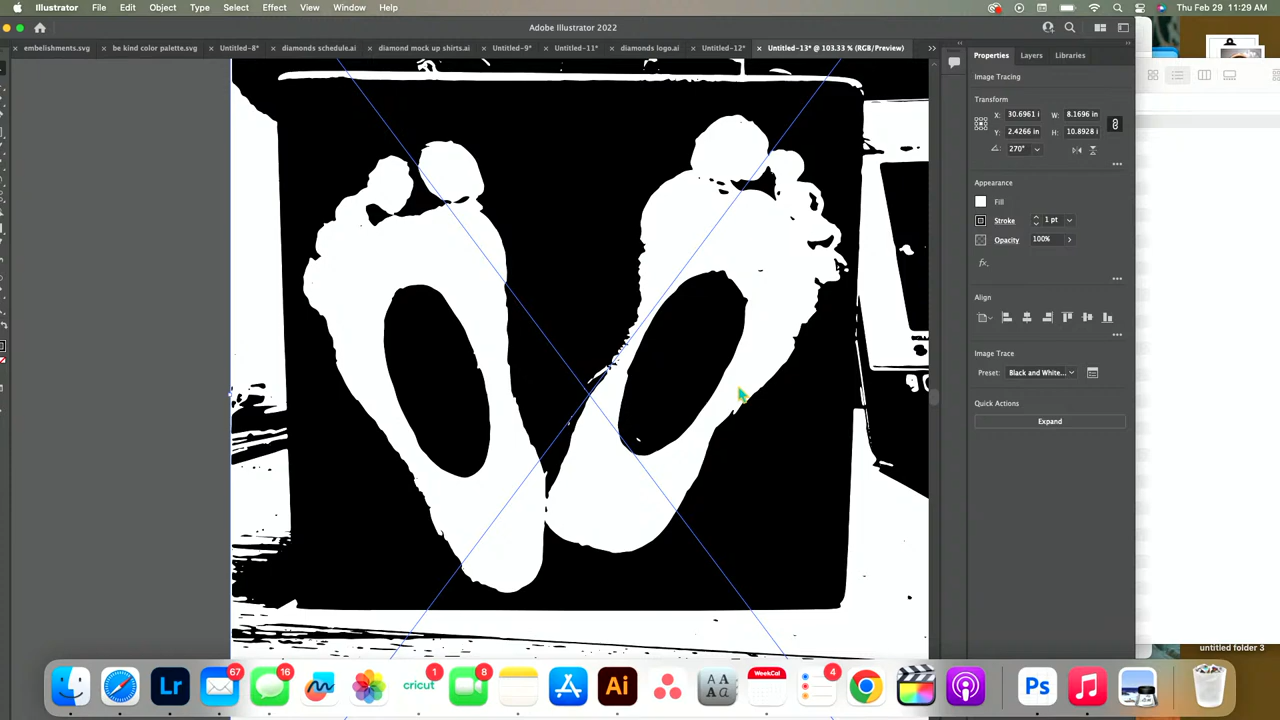 Illustrator File Edit Object Type Select Effect View Window Help Thu Feb 29 11:29 AM
Adobe Illustrator 2022
embelishments.svg × be kind color palette.svg × Untitled-8* × diamonds schedule.ai × diamond mock up shirts.ai × Untitled-9* × Untitled-11* × diamonds logo.ai × Untitled-12* × Untitled-13* @ 103.33 % (RGB/Preview) »
Properties Layers Libraries
Image Tracing
Transform
X: 30.6961 i W: 8.1696 in
Y: 2.4266 in H: 10.8928 i
270°
Appearance
Fill
Stroke 1 pt
Opacity 100%
fx.
Align
Image Trace
Preset: Black and White...
Quick Actions
Expand
untitled folder 3
67 16 1 8 WeekCal 4
Lr cricut Ai A A a A Ps